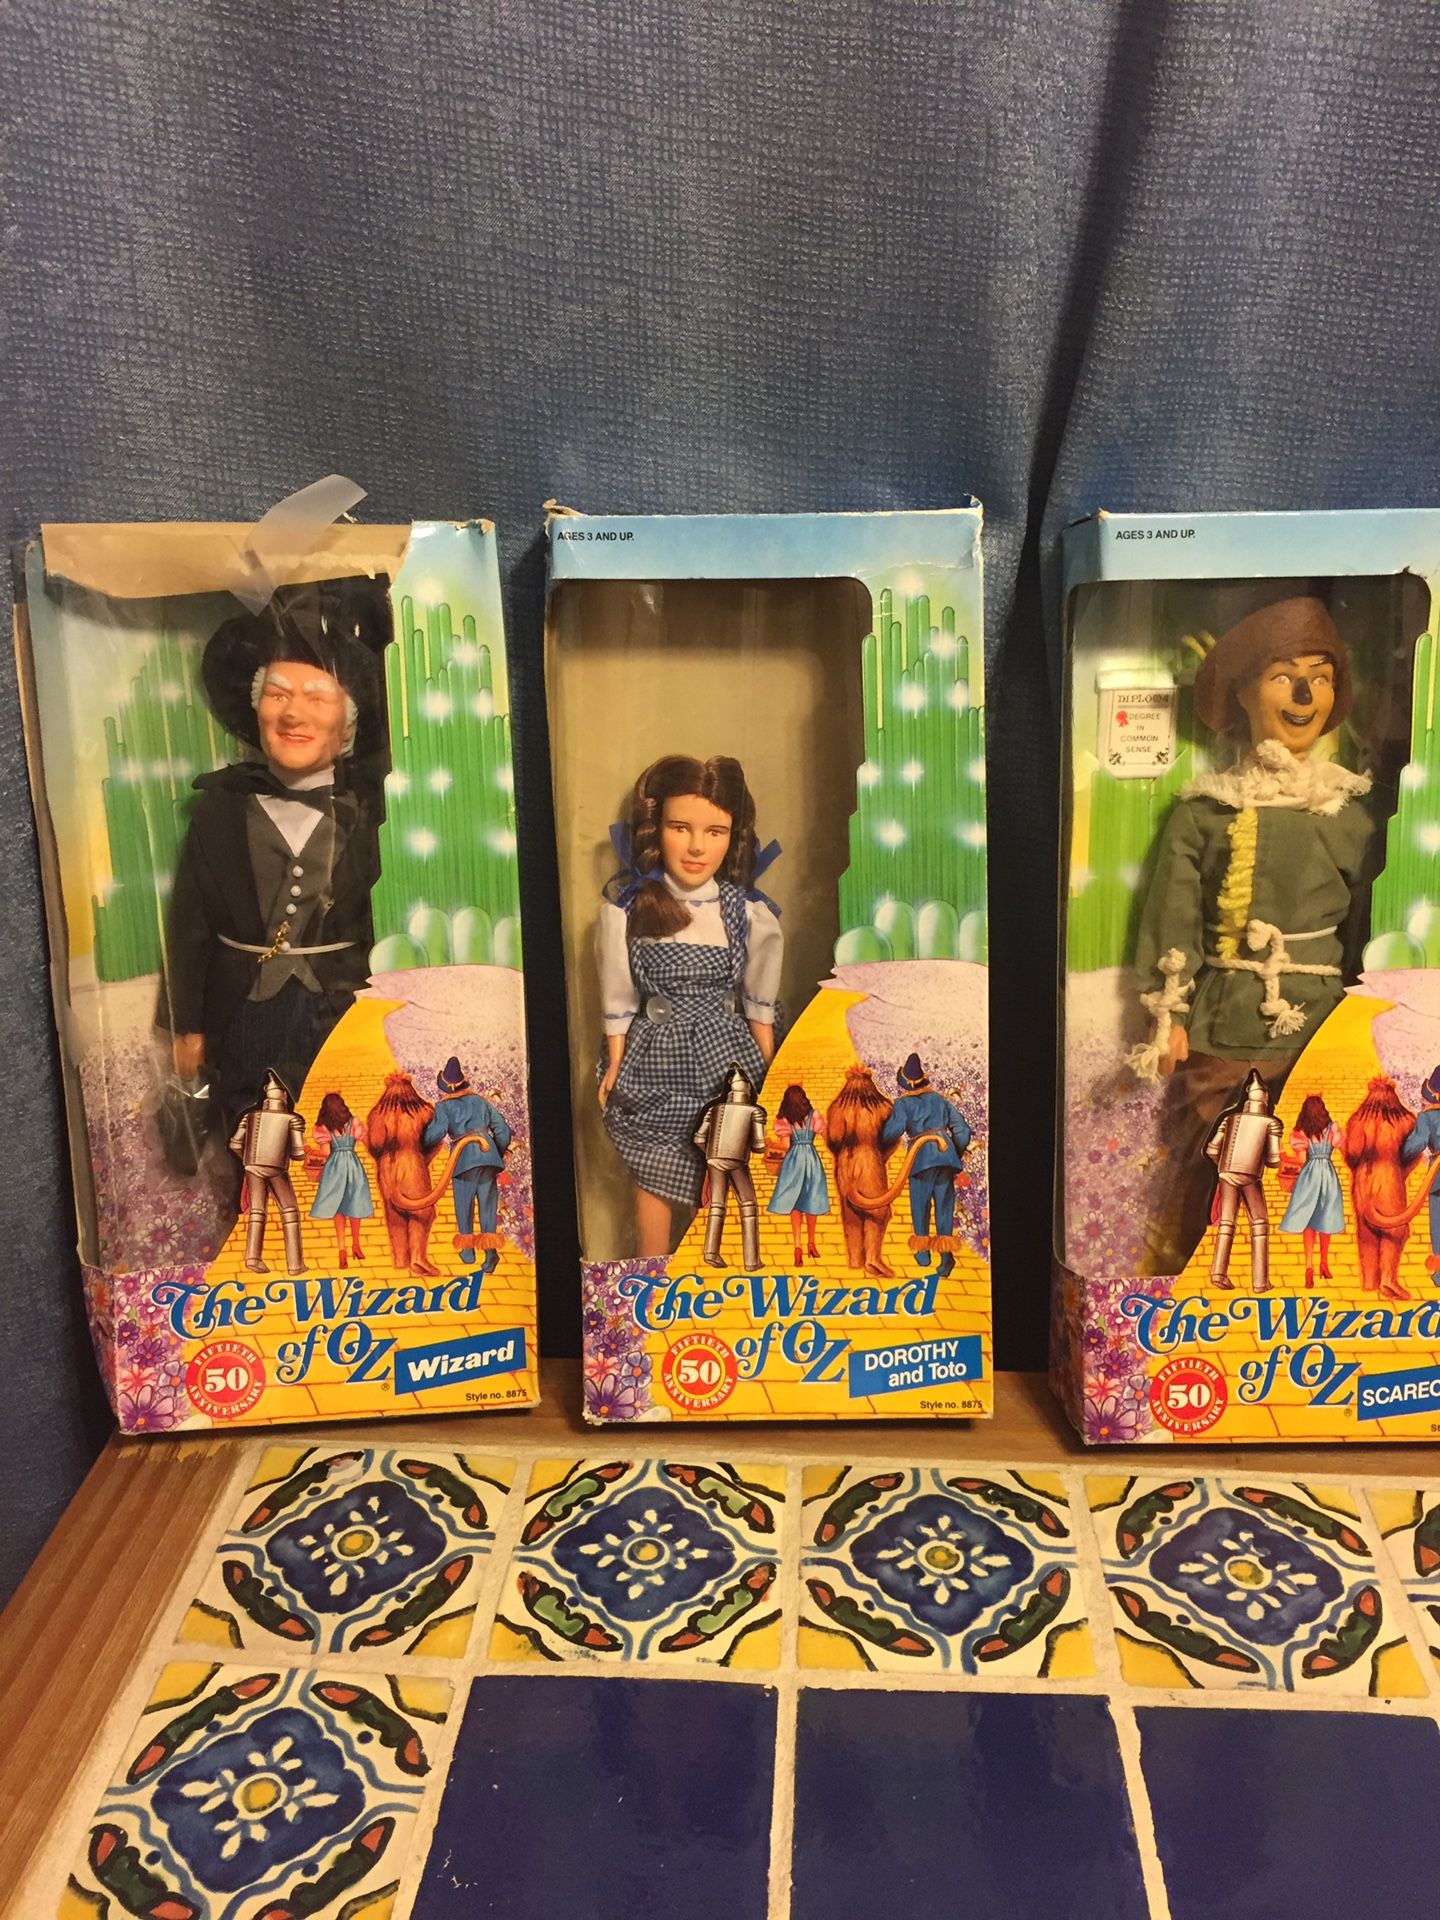 The Wizard
of OZ®
FIFTIETH
50
ANNIVERSARY
Wizard
Style no. 8875
AGES 3 AND UP.
The Wizard
of OZ
FIFTIETH
50
ANNIVERSARY
DOROTHY
and Toto
Style no. 8875
AGES 3 AND UP.
DIPLOMA
DEGREE
IN
COMMON
SENSE
The Wizard
of OZ®
FIFTIETH
50
ANNIVERSARY
SCAREC
St